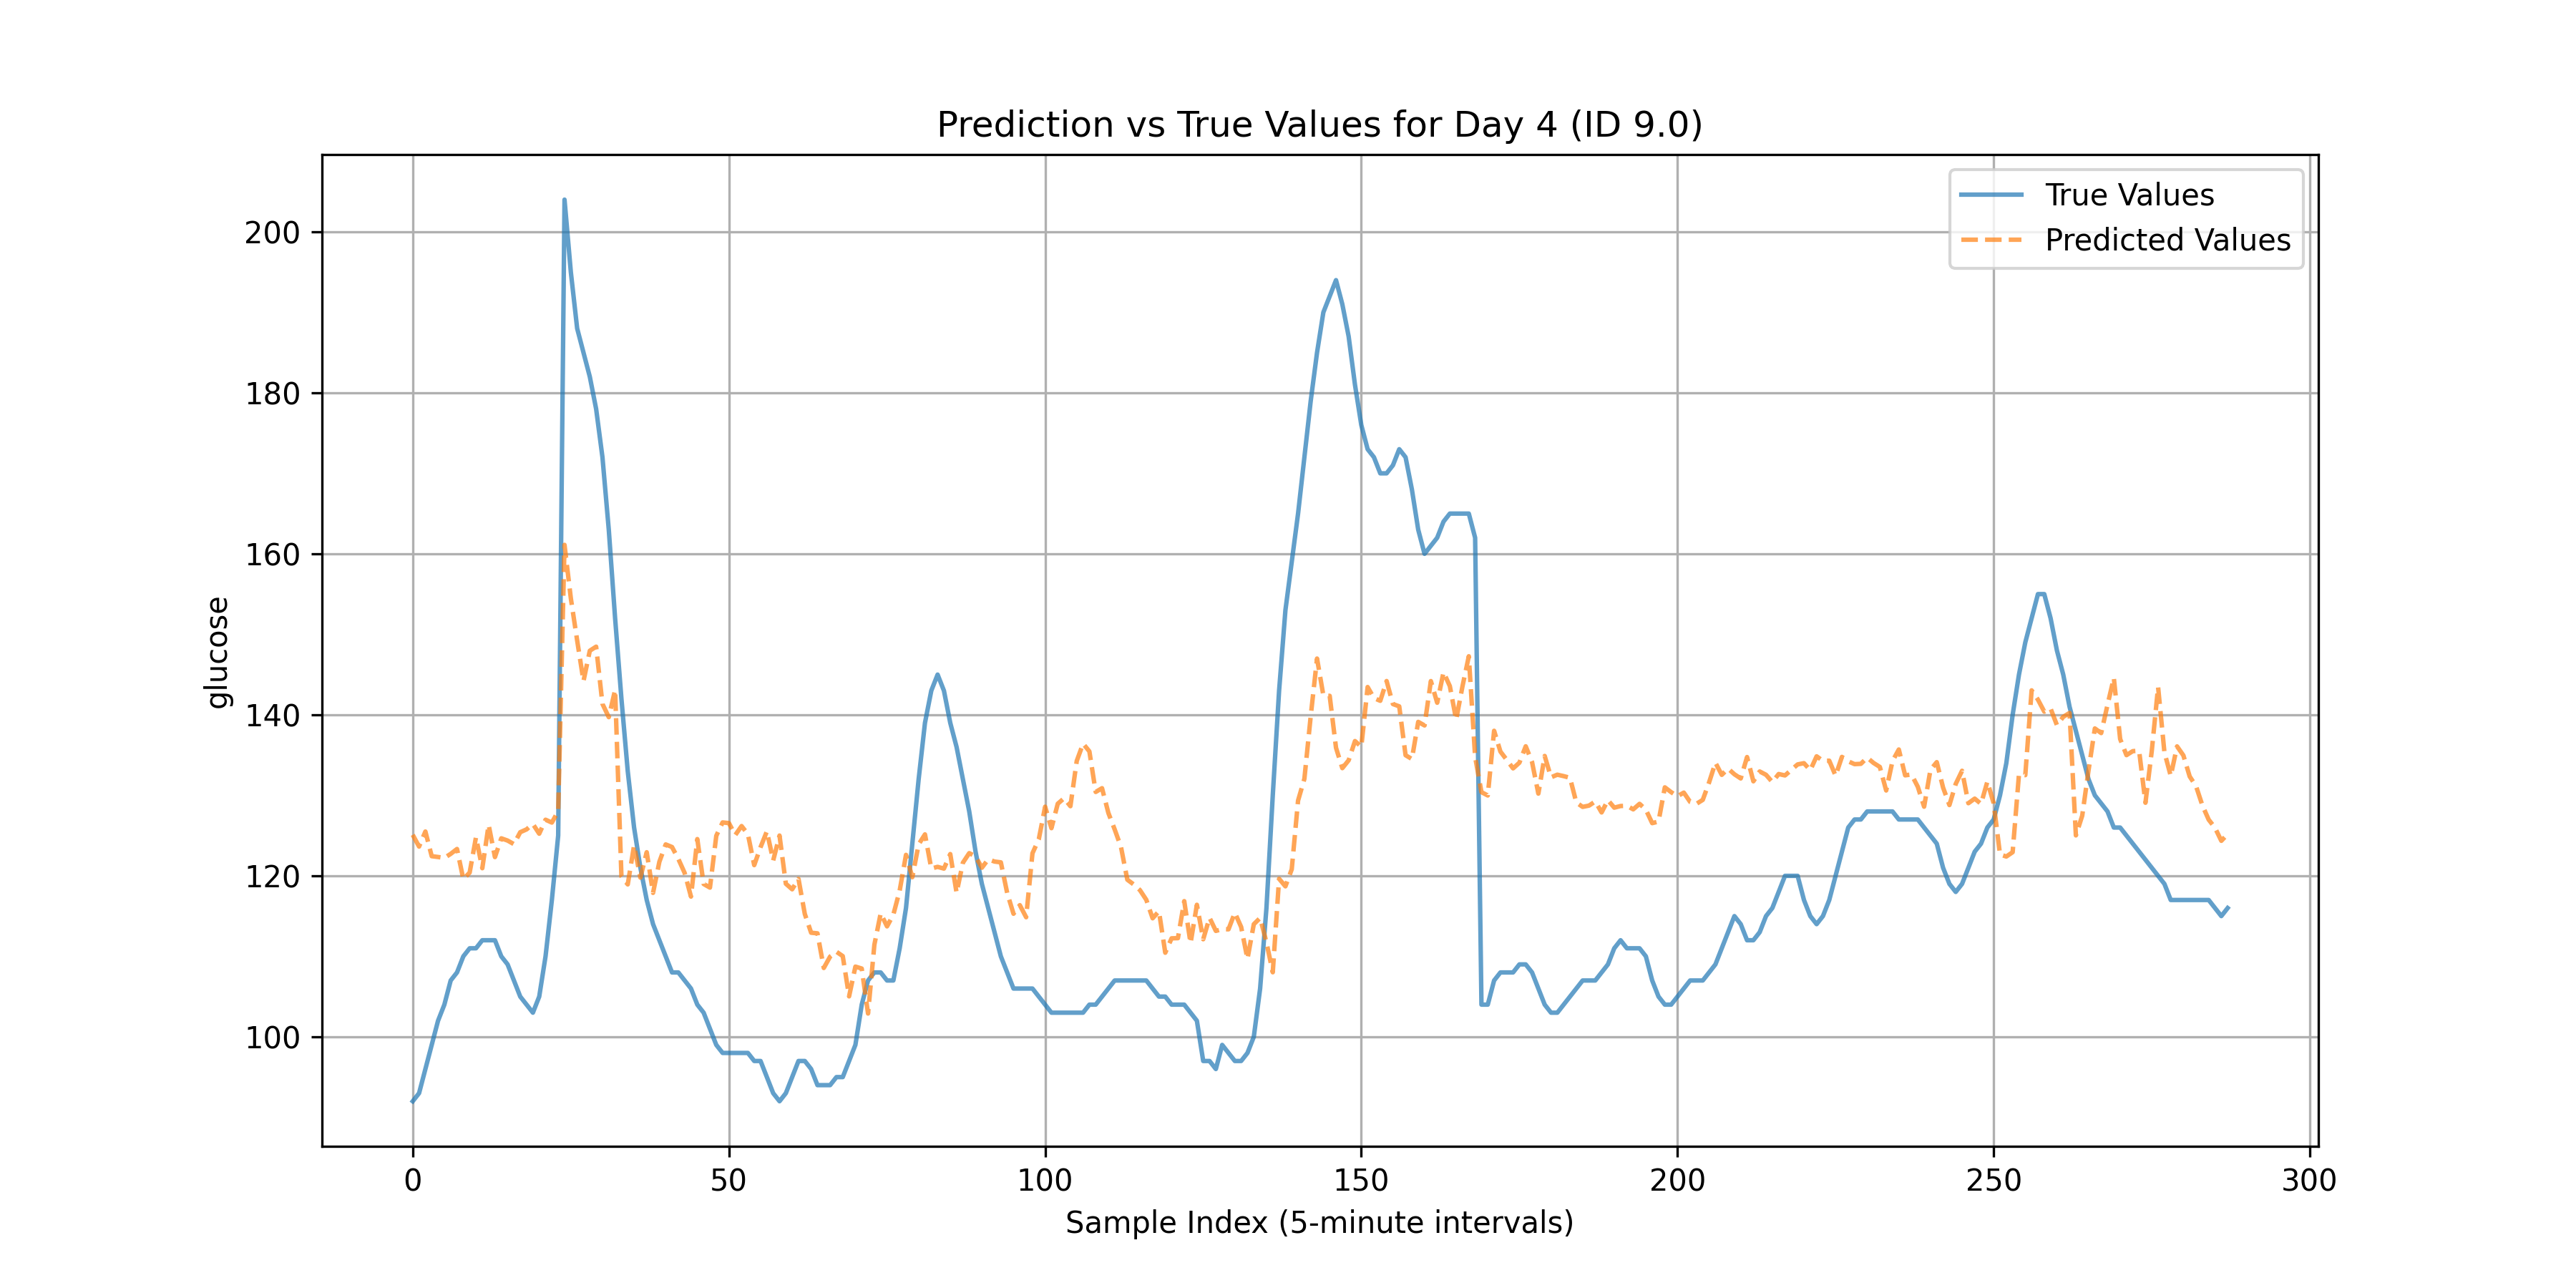 Prediction vs True Values for Day 4 (ID 9.0)
True Values
Predicted Values
glucose
200
180
160
140
120
100
0
50
100
150
200
250
300
Sample Index (5-minute intervals)